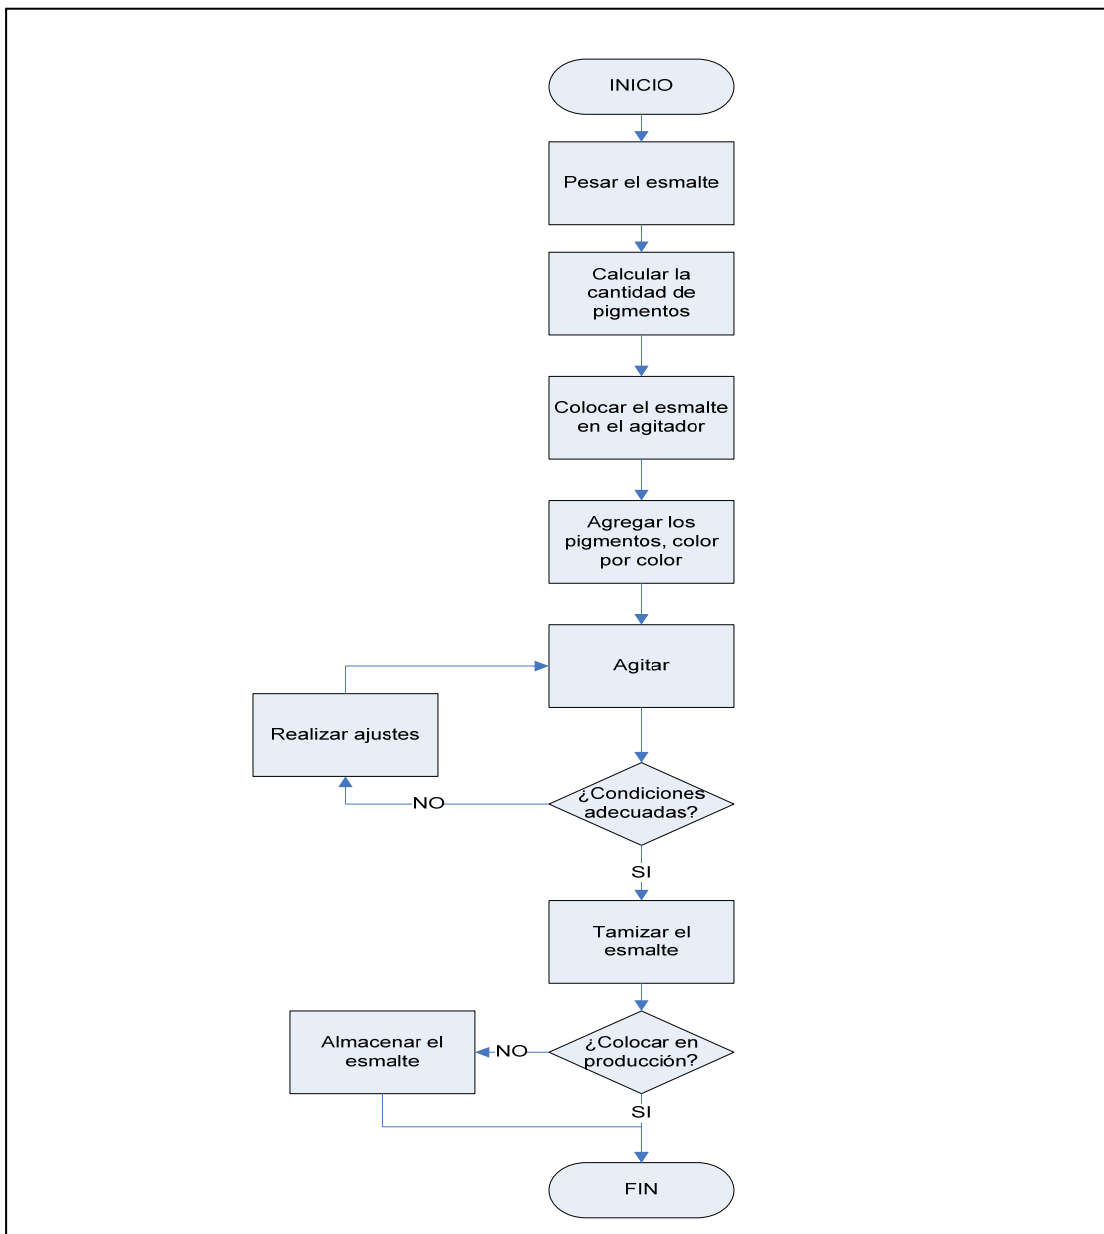 INICIO
Pesar el esmalte
Calcular la
cantidad de
pigmentos
Colocar el esmalte
en el agitador
Agregar los
pigmentos, color
por color
Agitar
Realizar ajustes
¿Condiciones
adecuadas?
NO
SI
Tamizar el
esmalte
Almacenar el
esmalte
NO
¿Colocar en
producción?
SI
FIN